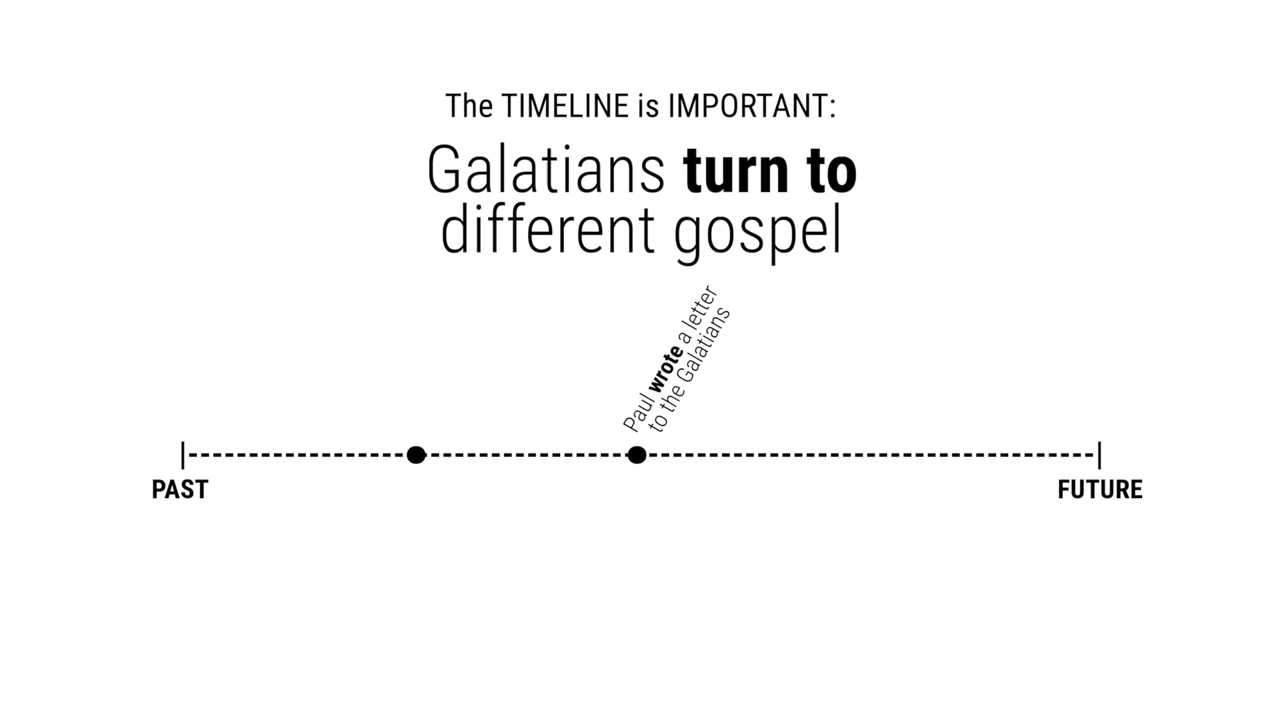 The TIMELINE is IMPORTANT:
Galatians turn to
different gospel
Paul wrote a letter
to the Galatians
PAST
FUTURE